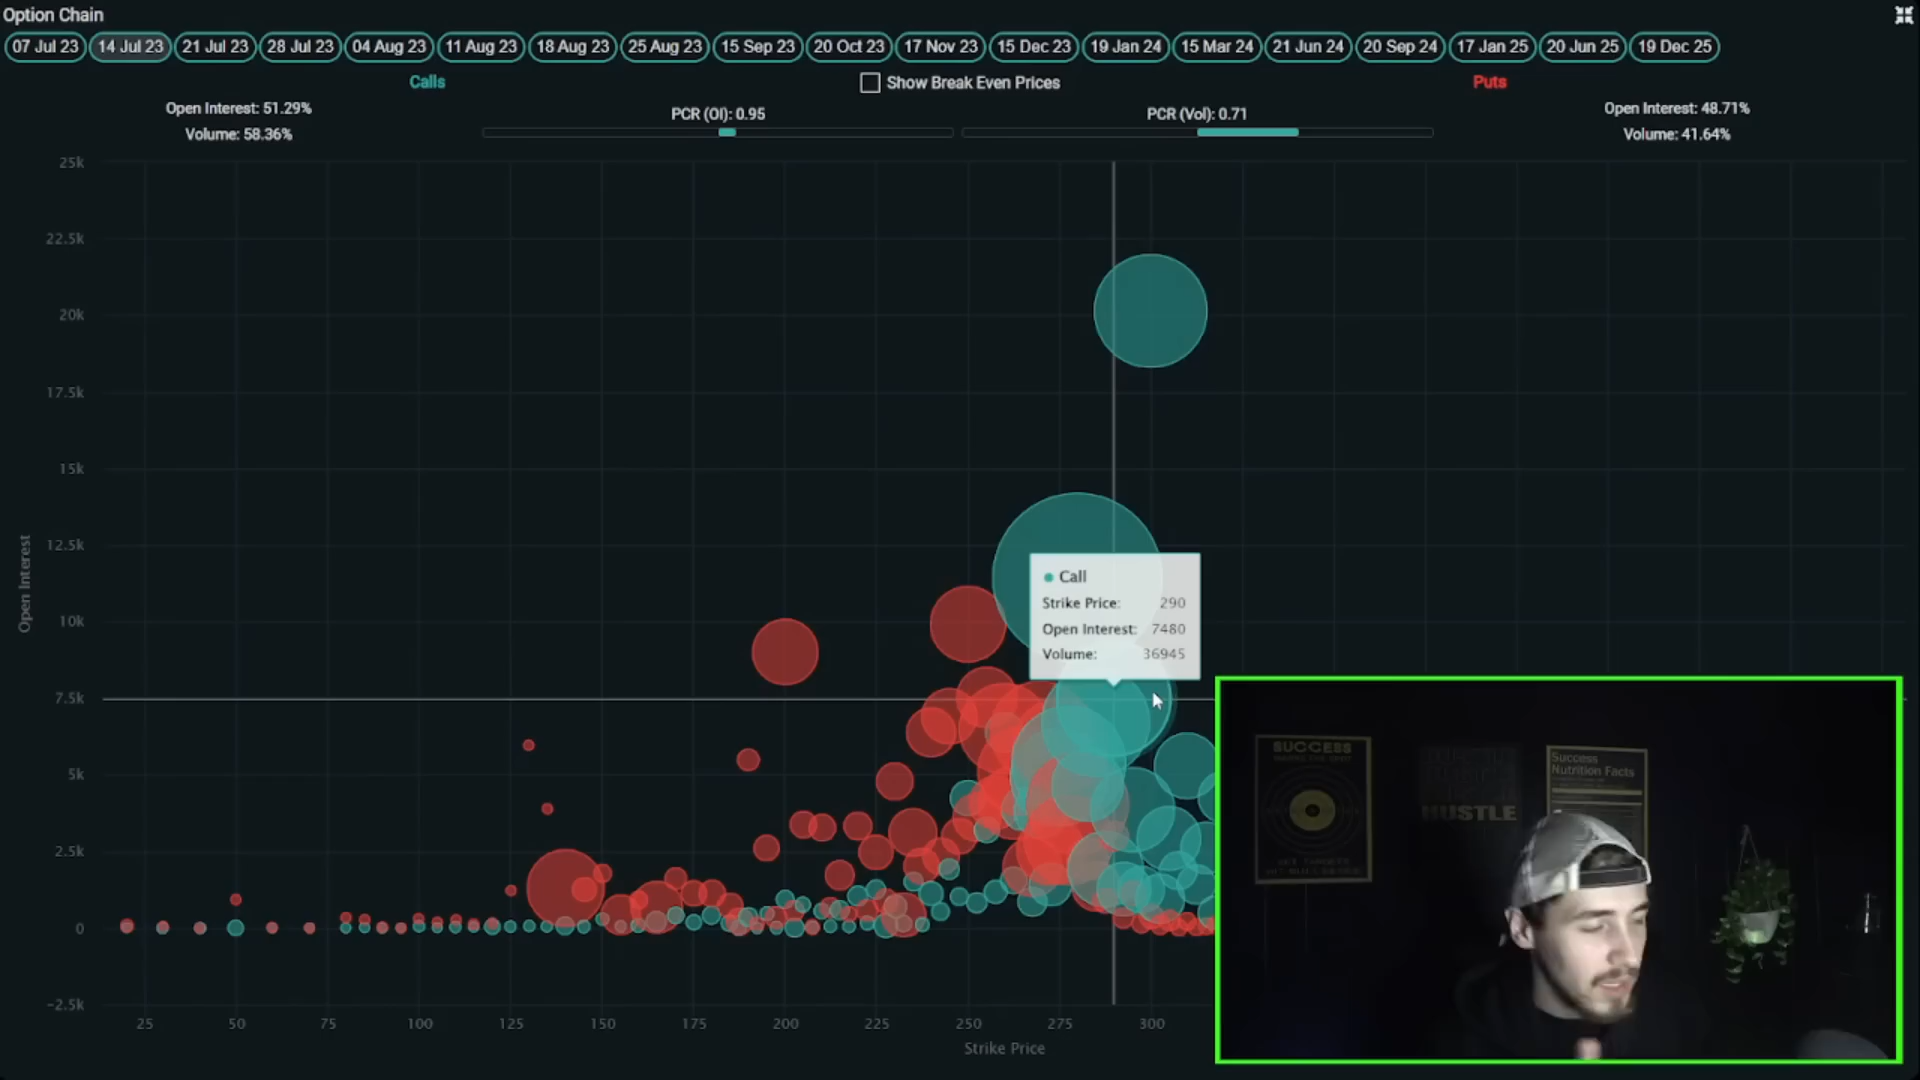 Option Chain
07 Jul 23
14 Jul 23
21 Jul 23
28 Jul 23
04 Aug 23
11 Aug 23
18 Aug 23
25 Aug 23
15 Sep 23
20 Oct 23
17 Nov 23
15 Dec 23
19 Jan 24
15 Mar 24
21 Jun 24
20 Sep 24
17 Jan 25
20 Jun 25
19 Dec 25
Calls
Show Break Even Prices
Puts
Open Interest: 51.29%
Volume: 58.36%
PCR (OI): 0.95
PCR (Vol): 0.71
Open Interest: 48.71%
Volume: 41.64%
25k
22.5k
20k
17.5k
15k
12.5k
10k
7.5k
5k
2.5k
0
−2.5k
Open Interest
Call
Strike Price: 290
Open Interest: 7480
Volume: 36945
25
50
75
100
125
150
175
200
225
250
275
300
Strike Price
SUCCESS
HUSTLE
Success
Nutrition Facts